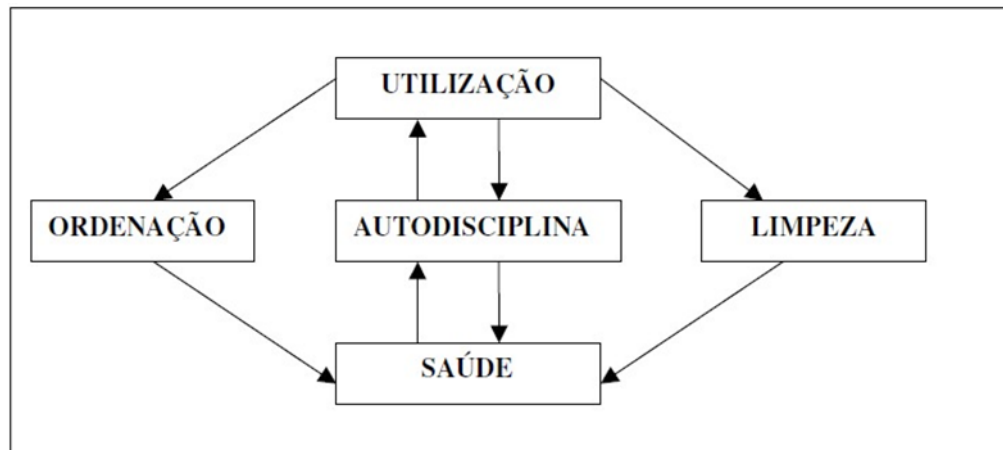 UTILIZAÇÃO
ORDENAÇÃO
AUTODISCIPLINA
LIMPEZA
SAÚDE